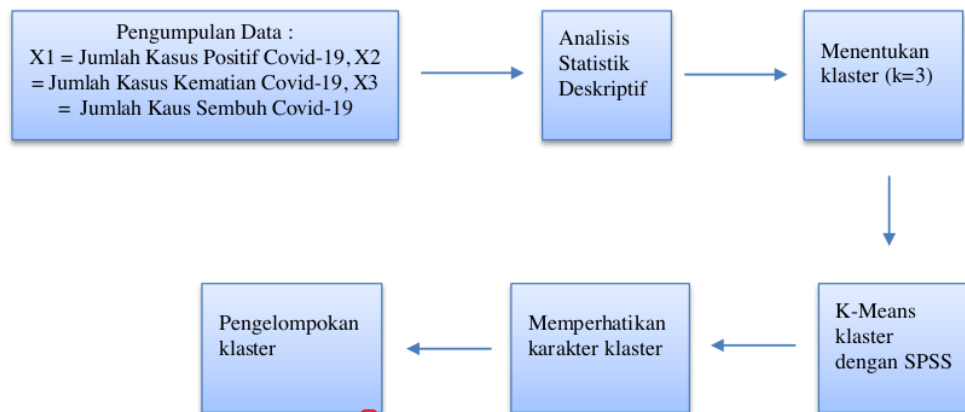 Pengumpulan Data :
X1 = Jumlah Kasus Positif Covid-19, X2
= Jumlah Kasus Kematian Covid-19, X3
= Jumlah Kaus Sembuh Covid-19
Analisis
Statistik
Deskriptif
Menentukan
klaster (k=3)
K-Means
klaster
dengan SPSS
Memperhatikan
karakter klaster
Pengelompokan
klaster